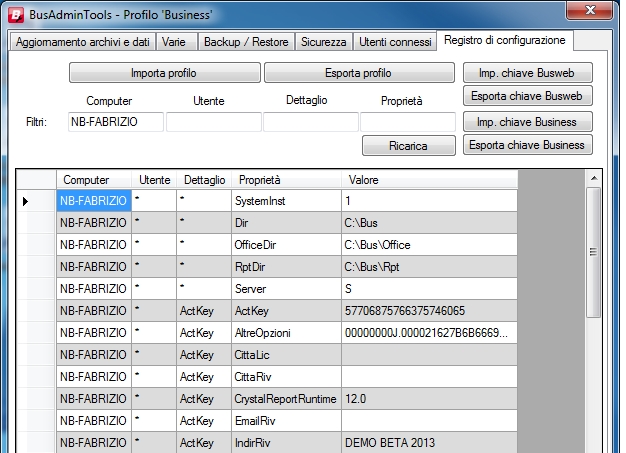 BusAdminTools - Profilo 'Business'
Aggiornamento archivi e dati Varie Backup / Restore Sicurezza Utenti connessi Registro di configurazione
Importa profilo Esporta profilo Imp. chiave Busweb
Esporta chiave Busweb
Computer Utente Dettaglio Proprietà
Filtri: NB-FABRIZIO Imp. chiave Business
Ricarica Esporta chiave Business
Computer Utente Dettaglio Proprietà Valore
NB-FABRIZIO * * SystemInst 1
NB-FABRIZIO * * Dir C:\Bus
NB-FABRIZIO * * OfficeDir C:\Bus\Office
NB-FABRIZIO * * RptDir C:\Bus\Rpt
NB-FABRIZIO * * Server S
NB-FABRIZIO * ActKey ActKey 57706875766375746065
NB-FABRIZIO * ActKey AltreOpzioni 00000000J.000021627B6B6669...
NB-FABRIZIO * ActKey CittaLic
NB-FABRIZIO * ActKey CittaRiv
NB-FABRIZIO * ActKey CrystalReportRuntime 12.0
NB-FABRIZIO * ActKey EmailRiv
NB-FABRIZIO * ActKey IndirRiv DEMO BETA 2013